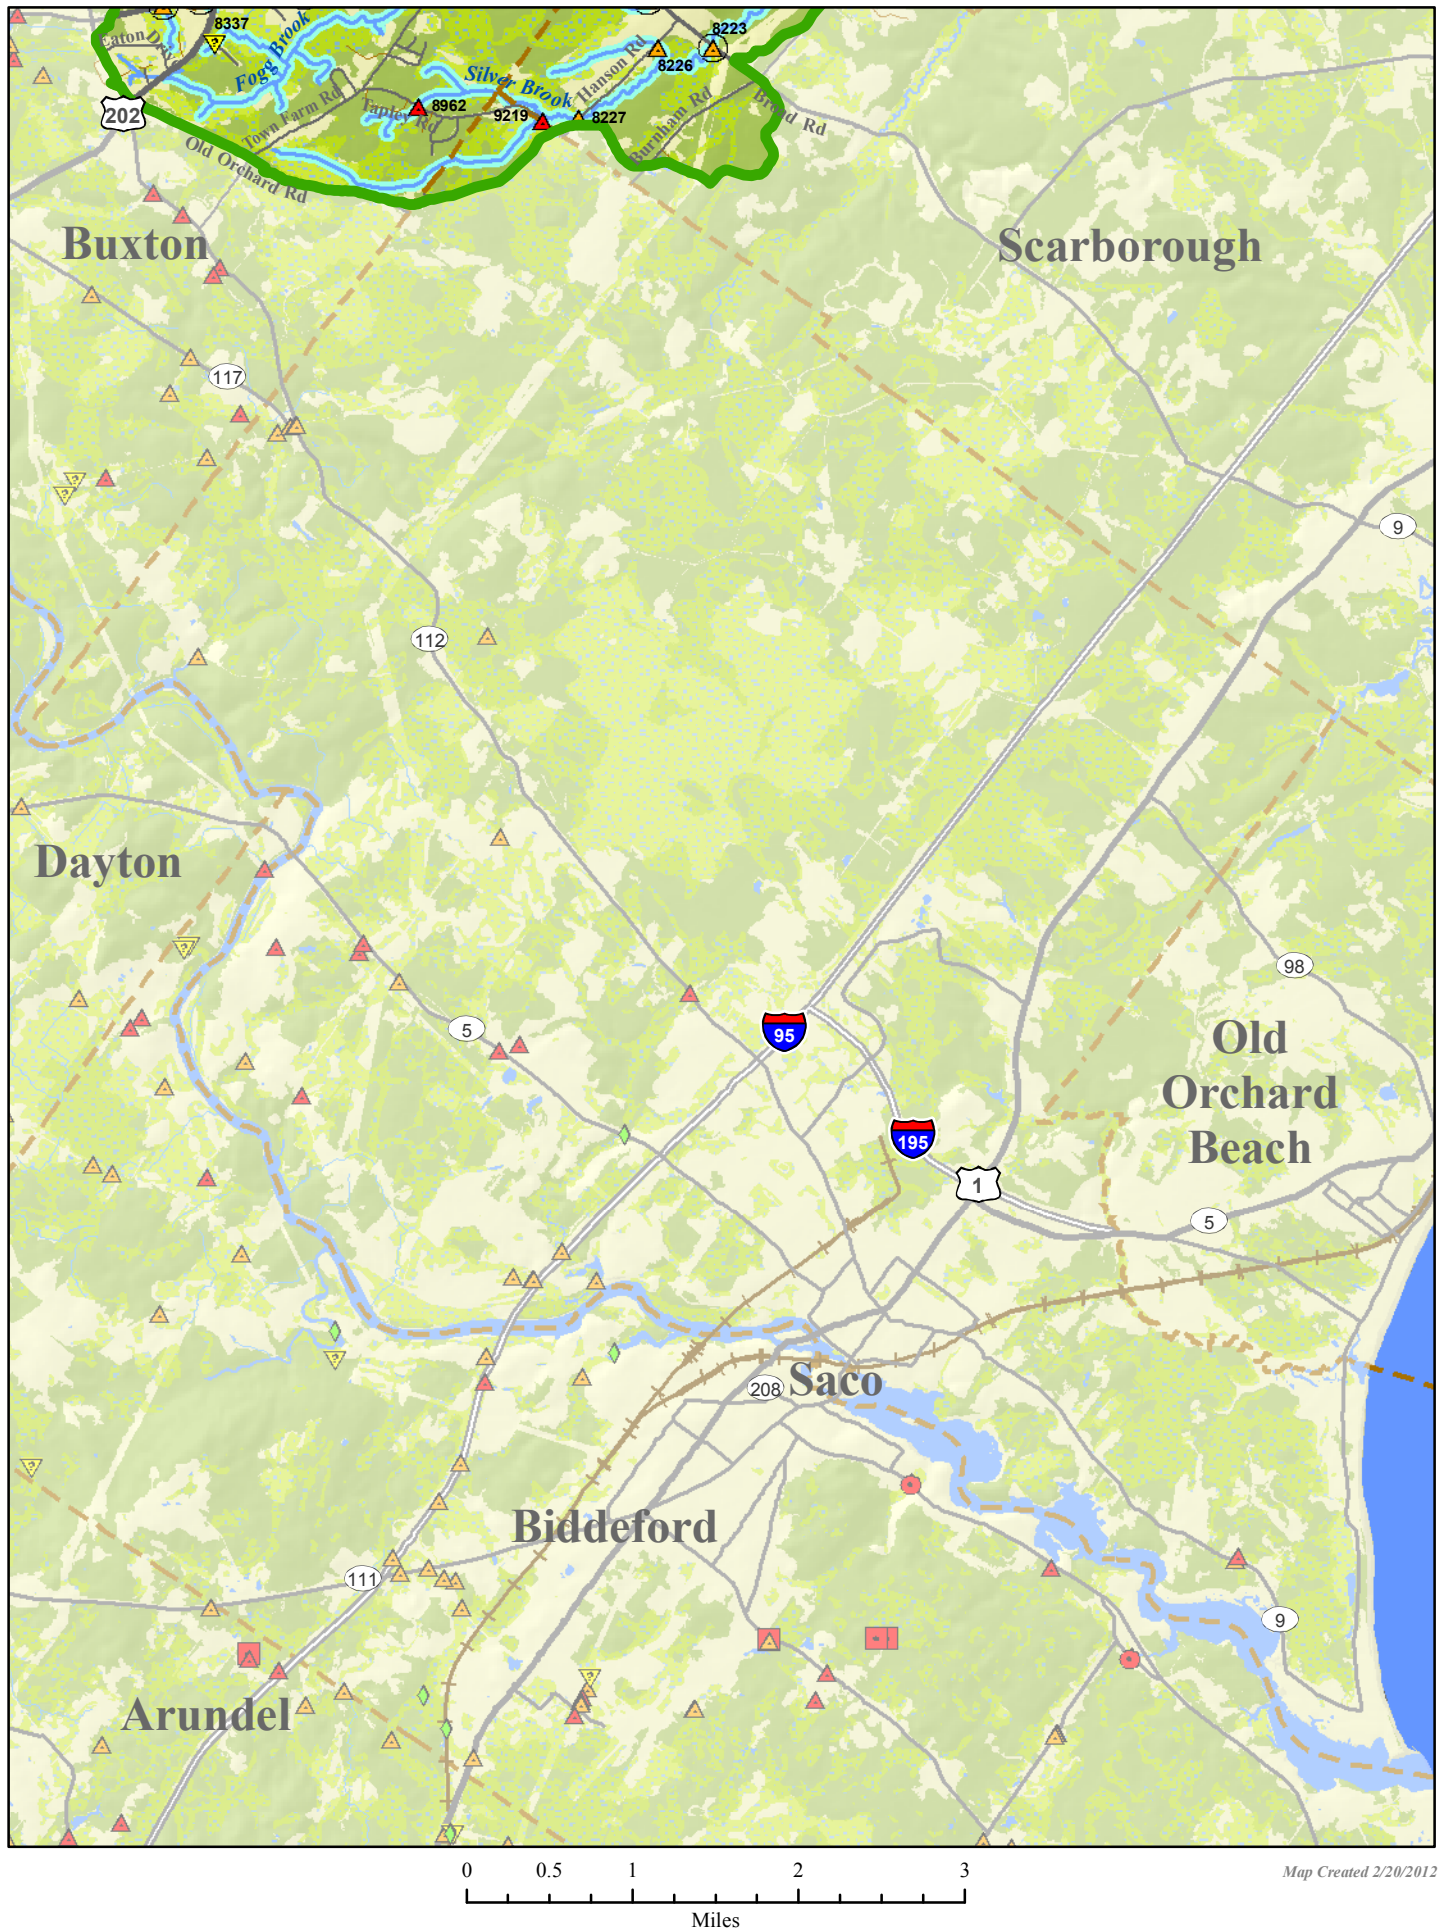 8337
8223
Eaton Drive
Fogg Brook
Hanson Rd
8226
Silver Brook
202
8962
9219
8227
Town Farm Rd
Tapley Rd
Burnham Rd
Broad Rd
Old Orchard Rd
Buxton
Scarborough
117
9
112
Dayton
98
5
95
Old
Orchard
Beach
195
1
5
208
Saco
Biddeford
111
9
Arundel
0 0.5 1 2 3
Miles
Map Created 2/20/2012